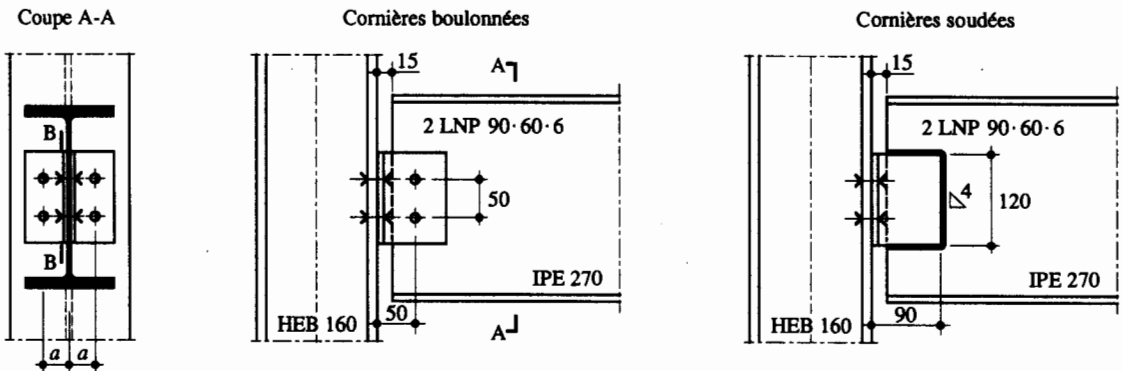 Coupe A-A
B
B
a a
Cornières boulonnées
15
A
2 LNP 90·60·6
50
IPE 270
50
HEB 160
A
Cornières soudées
15
2 LNP 90·60·6
4
120
IPE 270
90
HEB 160